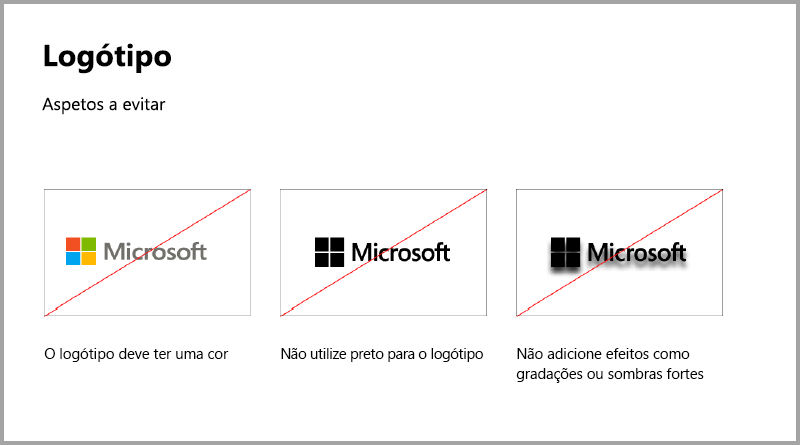 Logótipo
Aspetos a evitar
Microsoft
Microsoft
Microsoft
O logótipo deve ter uma cor
Não utilize preto para o logótipo
Não adicione efeitos como
gradações ou sombras fortes